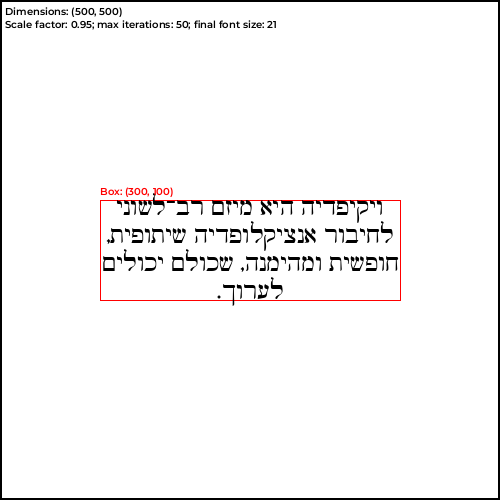 Dimensions: (500, 500)
Scale factor: 0.95; max iterations: 50; final font size: 21
Box: (300, 100)
ויקיפדיה היא מיזם רב־לשוני
לחיבור אנציקלופדיה שיתופית,
חופשית ומהימנה, שכולם יכולים
לערוך.